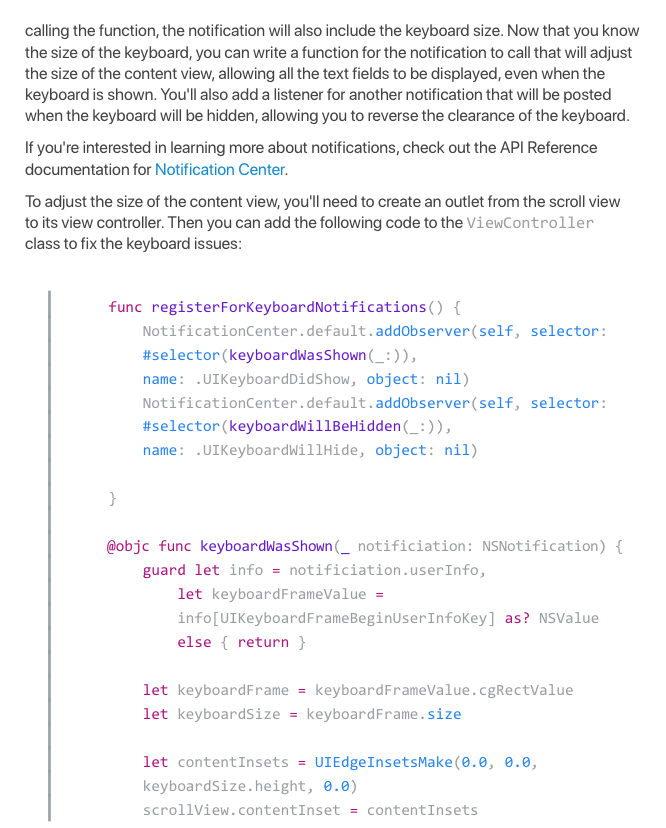 calling the function, the notification will also include the keyboard size. Now that you know
the size of the keyboard, you can write a function for the notification to call that will adjust
the size of the content view, allowing all the text fields to be displayed, even when the
keyboard is shown. You'll also add a listener for another notification that will be posted
when the keyboard will be hidden, allowing you to reverse the clearance of the keyboard.
If you're interested in learning more about notifications, check out the API Reference
documentation for Notification Center.
To adjust the size of the content view, you'll need to create an outlet from the scroll view
to its view controller. Then you can add the following code to the ViewController
class to fix the keyboard issues:
func registerForKeyboardNotifications() {
NotificationCenter.default.addObserver(self, selector:
#selector(keyboardWasShown(_:)),
name: .UIKeyboardDidShow, object: nil)
NotificationCenter.default.addObserver(self, selector:
#selector(keyboardWillBeHidden(_:)),
name: .UIKeyboardWillHide, object: nil)
}
@objc func keyboardWasShown(_ notificiation: NSNotification) {
guard let info = notificiation.userInfo,
let keyboardFrameValue =
info[UIKeyboardFrameBeginUserInfoKey] as? NSValue
else { return }
let keyboardFrame = keyboardFrameValue.cgRectValue
let keyboardSize = keyboardFrame.size
let contentInsets = UIEdgeInsetsMake(0.0, 0.0,
keyboardSize.height, 0.0)
scrollView.contentInset = contentInsets